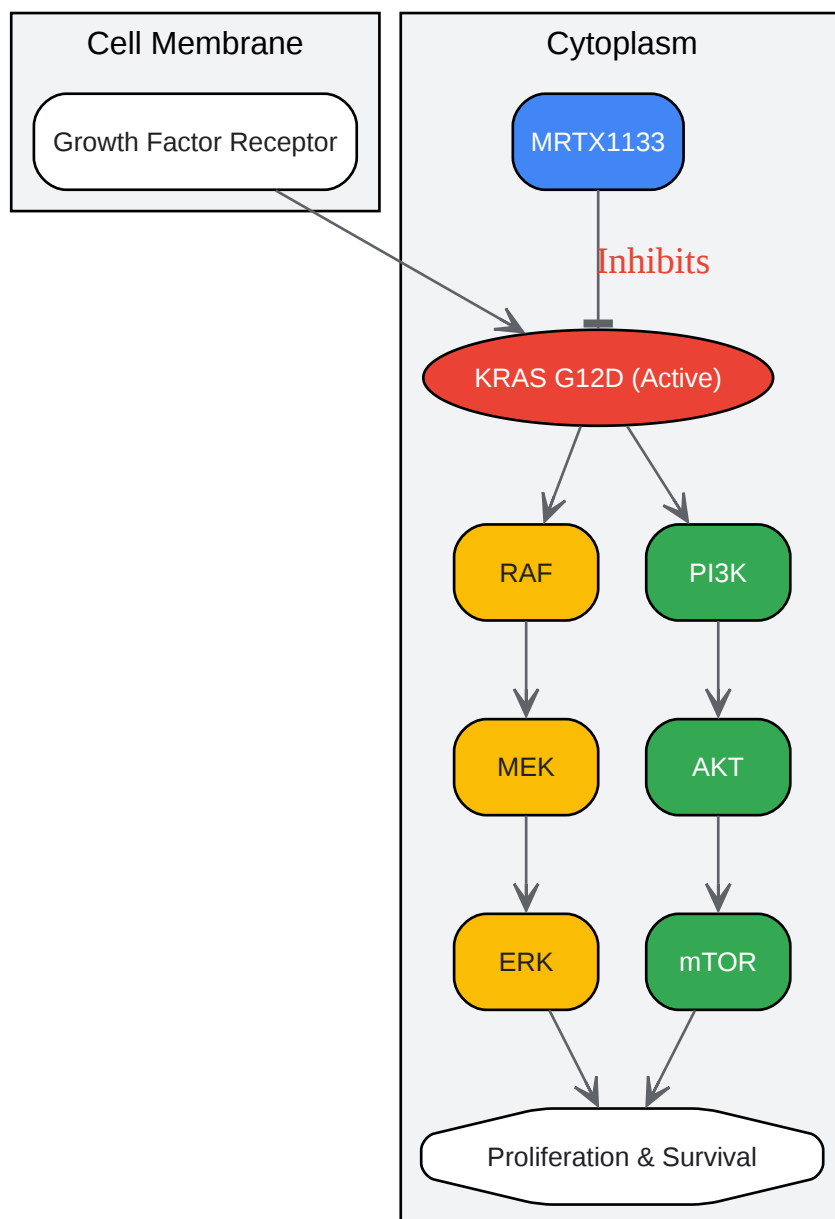 Cell Membrane
Cytoplasm
Growth Factor Receptor
MRTX1133
Inhibits
KRAS G12D (Active)
RAF
PI3K
MEK
AKT
ERK
mTOR
Proliferation & Survival